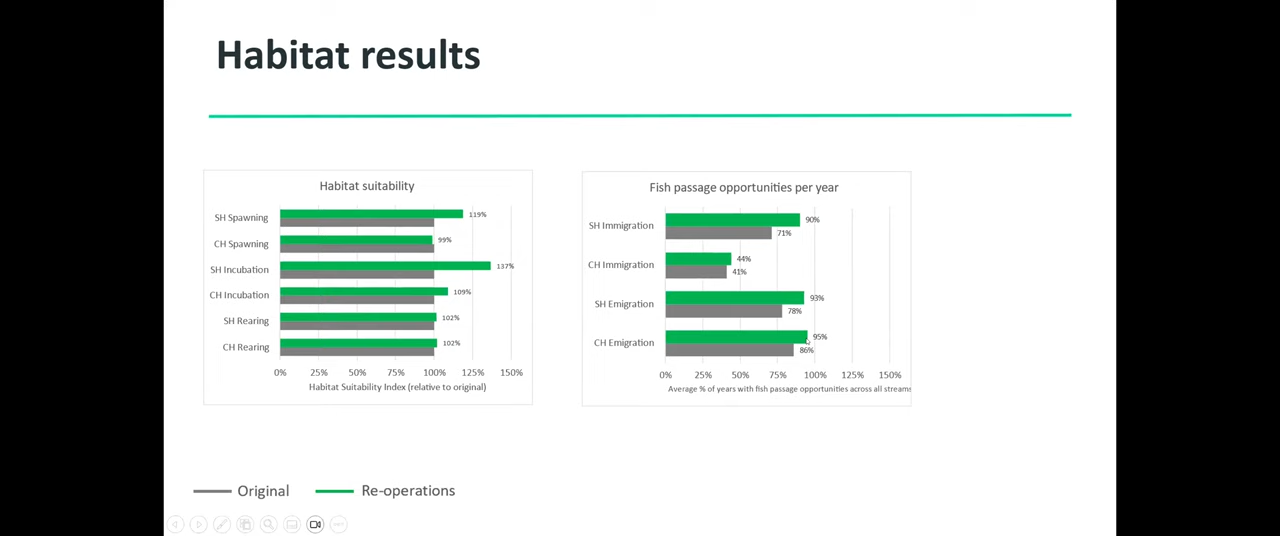 Habitat results
Habitat suitability
SH Spawning
119%
CH Spawning
99%
SH Incubation
137%
CH Incubation
109%
SH Rearing
102%
CH Rearing
102%
0% 25% 50% 75% 100% 125% 150%
Habitat Suitability Index (relative to original)
Fish passage opportunities per year
SH Immigration
90%
71%
CH Immigration
44%
41%
SH Emigration
93%
78%
CH Emigration
95%
86%
0% 25% 50% 75% 100% 125% 150%
Average % of years with fish passage opportunities across all streams
Original Re-operations